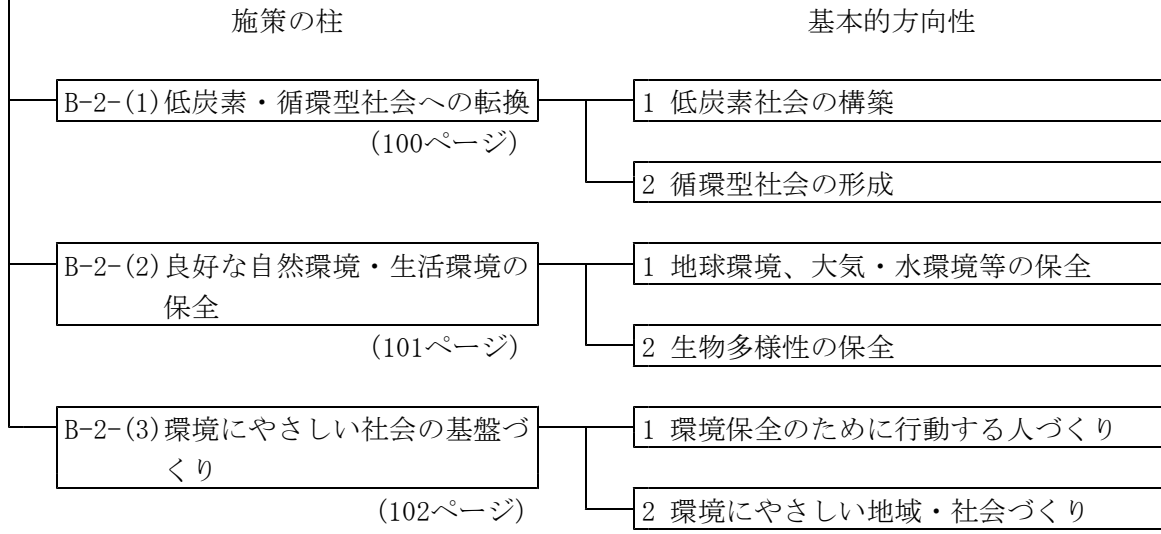 施策の柱 基本的方向性
B-2-(1)低炭素・循環型社会への転換 1 低炭素社会の構築
(100ページ)
2 循環型社会の形成
B-2-(2)良好な自然環境・生活環境の 1 地球環境、大気・水環境等の保全
保全
(101ページ) 2 生物多様性の保全
B-2-(3)環境にやさしい社会の基盤づ 1 環境保全のために行動する人づくり
くり
(102ページ) 2 環境にやさしい地域・社会づくり